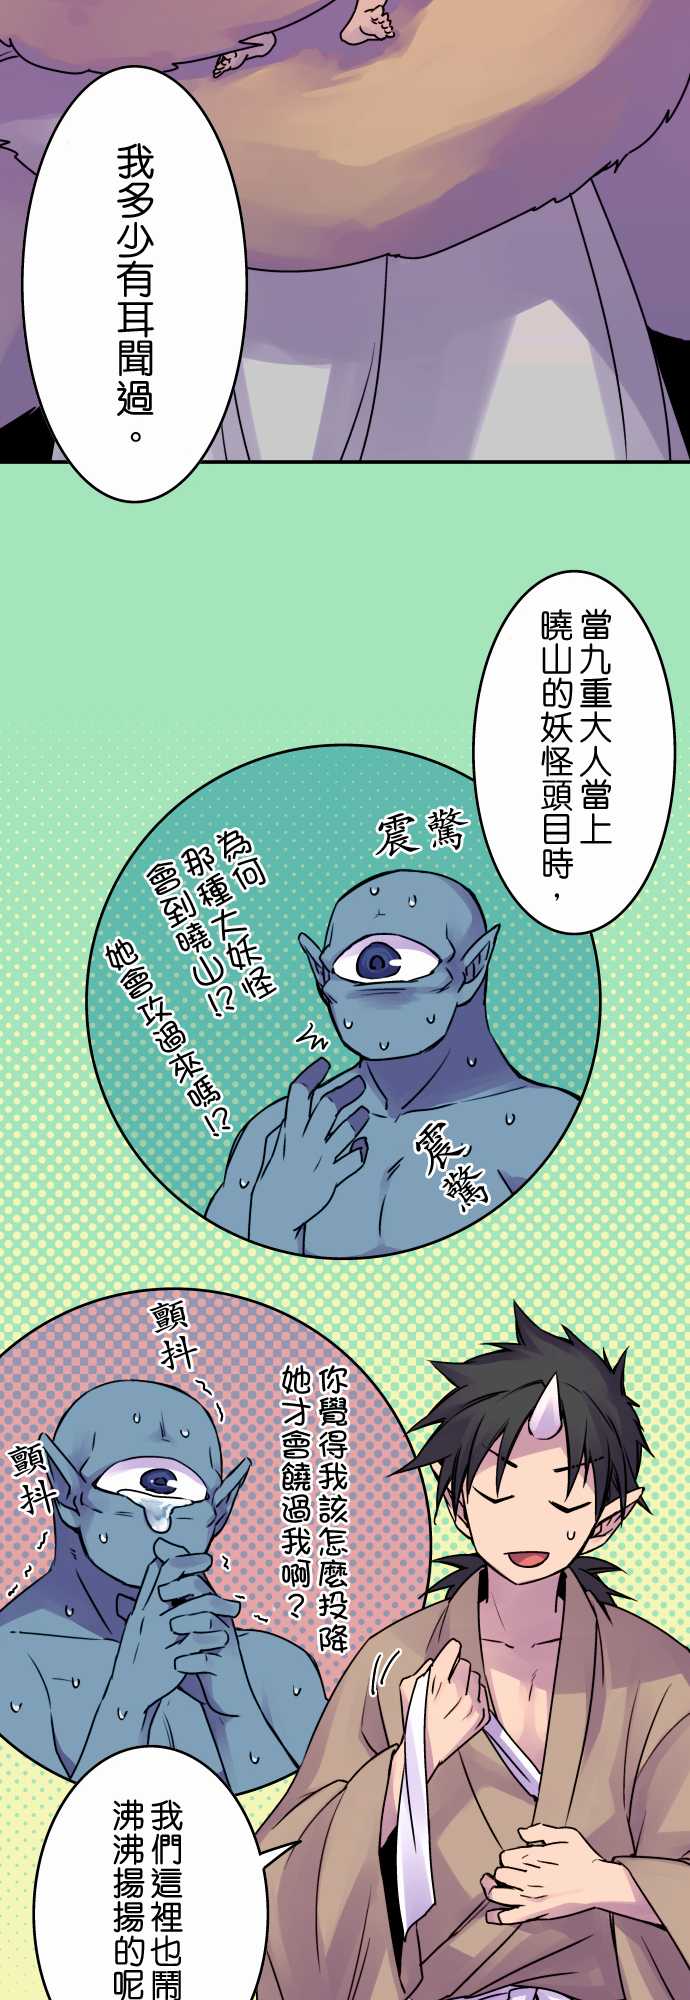 我多少有耳聞過。
當九重大人當上
曉山的妖怪頭目時，
震驚
為何
那種大妖怪
會到曉山!?
她會攻過來嗎!?
震驚
顫抖
你覺得我該怎麼投降
她才會饒過我啊？
顫抖
我們這裡也鬧
沸沸揚揚的呢